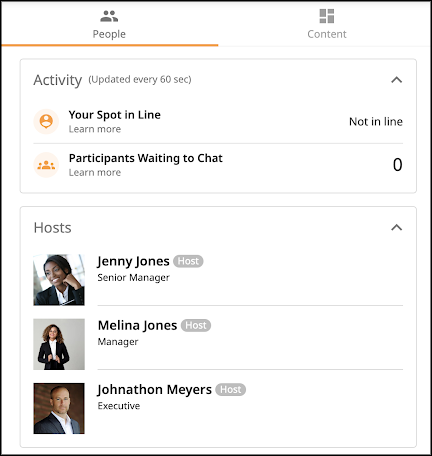 People
Content
Activity (Updated every 60 sec)
Your Spot in Line
Learn more
Not in line
Participants Waiting to Chat
Learn more
0
Hosts
Jenny Jones Host
Senior Manager
Melina Jones Host
Manager
Johnathon Meyers Host
Executive